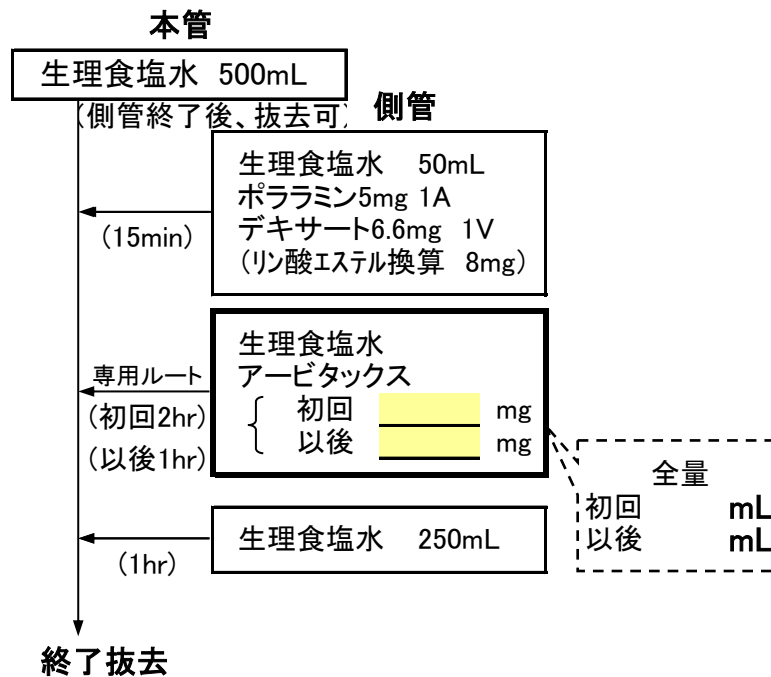 本管
生理食塩水 500mL
(側管終了後、抜去可)
側管
生理食塩水 50mL
ポララミン5mg 1A
デキサート6.6mg 1V
(リン酸エステル換算 8mg)
(15min)
生理食塩水
アービタックス
初回 mg
以後 mg
専用ルート
(初回2hr)
(以後1hr)
全量
初回 mL
以後 mL
生理食塩水 250mL
(1hr)
終了抜去